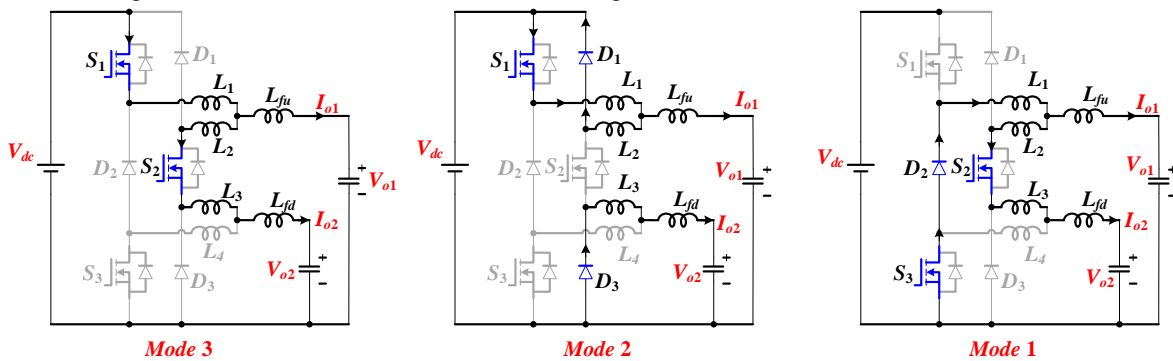 S1
D1
L1
Lfu
Io1
L2
Vdc
D2
S2
L3
Lfd
Vo1
+
-
Io2
L4
S3
D3
Vo2
+
-
Mode 3
S1
D1
L1
Lfu
Io1
L2
Vdc
D2
S2
L3
Lfd
Vo1
+
-
Io2
L4
S3
D3
Vo2
+
-
Mode 2
S1
D1
L1
Lfu
Io1
L2
Vdc
D2
S2
L3
Lfd
Vo1
+
-
Io2
L4
S3
D3
Vo2
+
-
Mode 1